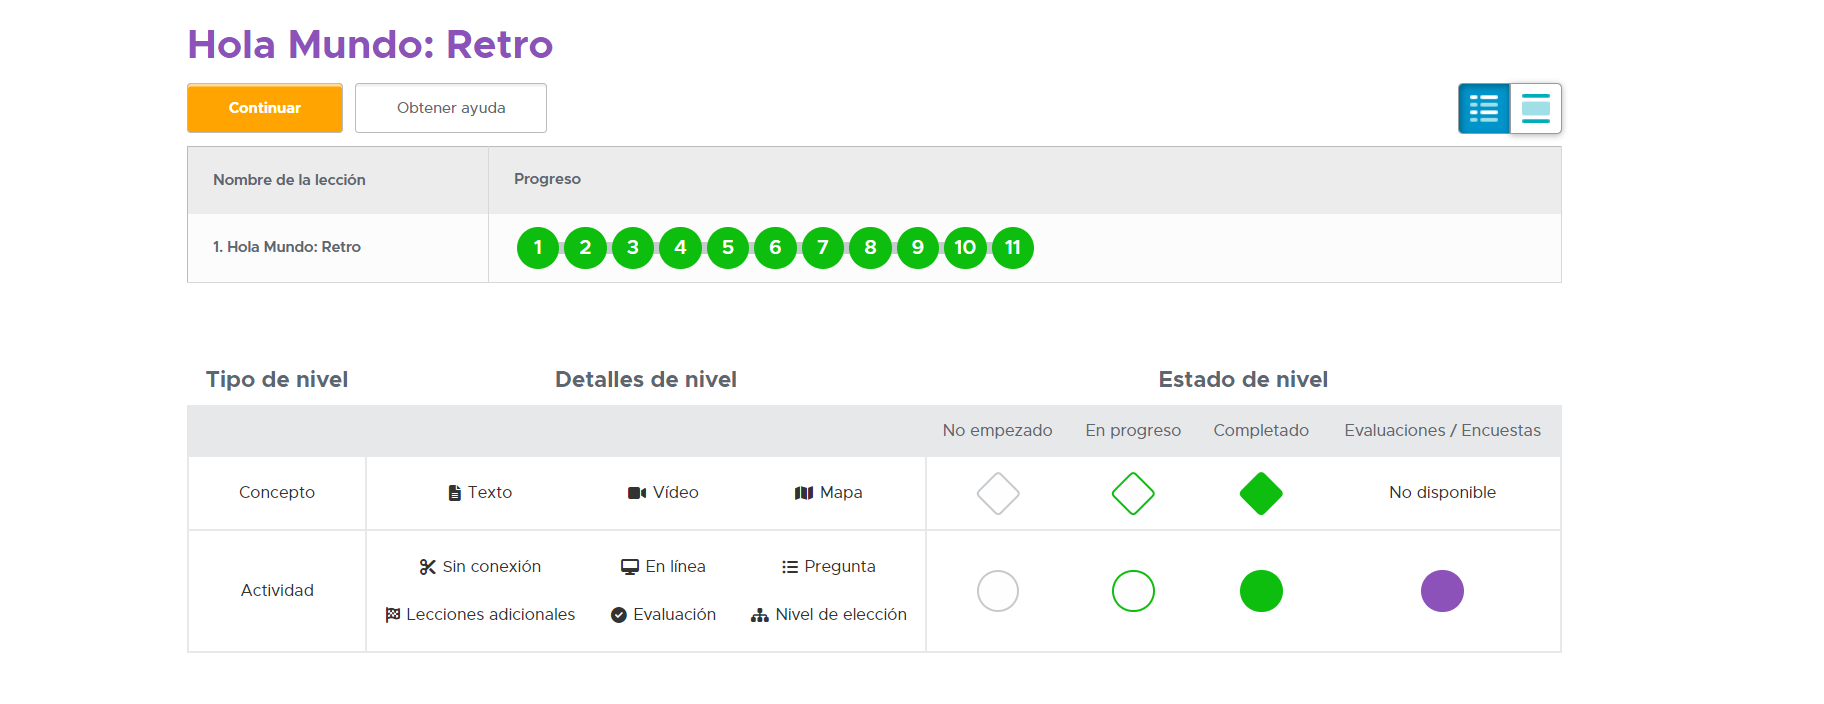 Hola Mundo: Retro
Continuar
Obtener ayuda
Nombre de la lección
Progreso
1. Hola Mundo: Retro
1 2 3 4 5 6 7 8 9 10 11
Tipo de nivel
Detalles de nivel
Estado de nivel
No empezado
En progreso
Completado
Evaluaciones / Encuestas
Concepto
Texto
Vídeo
Mapa
No disponible
Actividad
Sin conexión
En línea
Pregunta
Lecciones adicionales
Evaluación
Nivel de elección